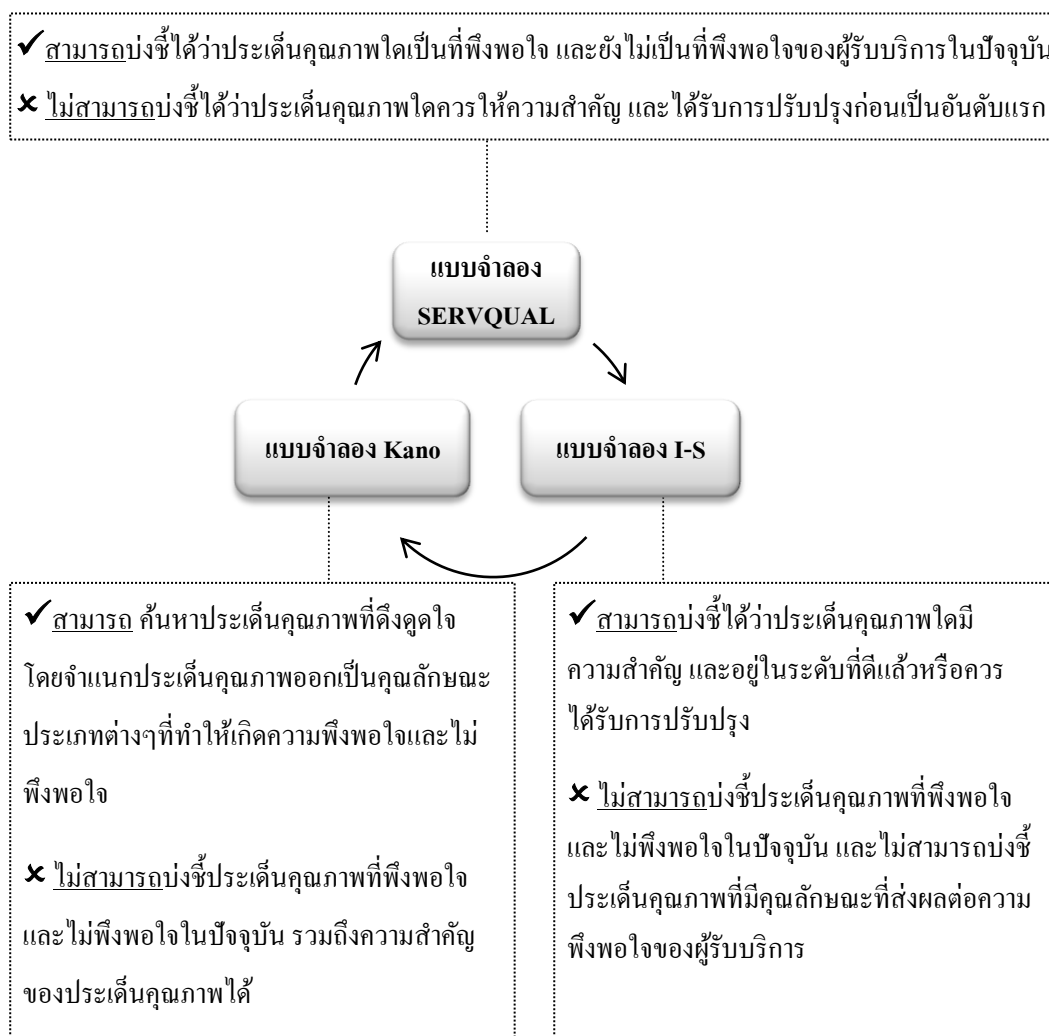 ✓ สามารถบ่งชี้ได้ว่าประเด็นคุณภาพใดเป็นที่พึงพอใจ และยังไม่เป็นที่พึงพอใจของผู้รับบริการในปัจจุบัน
✗ ไม่สามารถบ่งชี้ได้ว่าประเด็นคุณภาพใดควรให้ความสำคัญ และได้รับการปรับปรุงก่อนเป็นอันดับแรก
แบบจำลอง
SERVQUAL
แบบจำลอง Kano
แบบจำลอง I-S
✓ สามารถ ค้นหาประเด็นคุณภาพที่ดึงดูดใจ
โดยจำแนกประเด็นคุณภาพออกเป็นคุณลักษณะ
ประเภทต่างๆที่ทำให้เกิดความพึงพอใจและไม่
พึงพอใจ
✗ ไม่สามารถบ่งชี้ประเด็นคุณภาพที่พึงพอใจ
และไม่พึงพอใจในปัจจุบัน รวมถึงความสำคัญ
ของประเด็นคุณภาพได้
✓ สามารถบ่งชี้ได้ว่าประเด็นคุณภาพใดมี
ความสำคัญ และอยู่ในระดับที่ดีแล้วหรือควร
ได้รับการปรับปรุง
✗ ไม่สามารถบ่งชี้ประเด็นคุณภาพที่พึงพอใจ
และไม่พึงพอใจในปัจจุบัน และไม่สามารถบ่งชี้
ประเด็นคุณภาพที่มีคุณลักษณะที่ส่งผลต่อความ
พึงพอใจของผู้รับบริการ